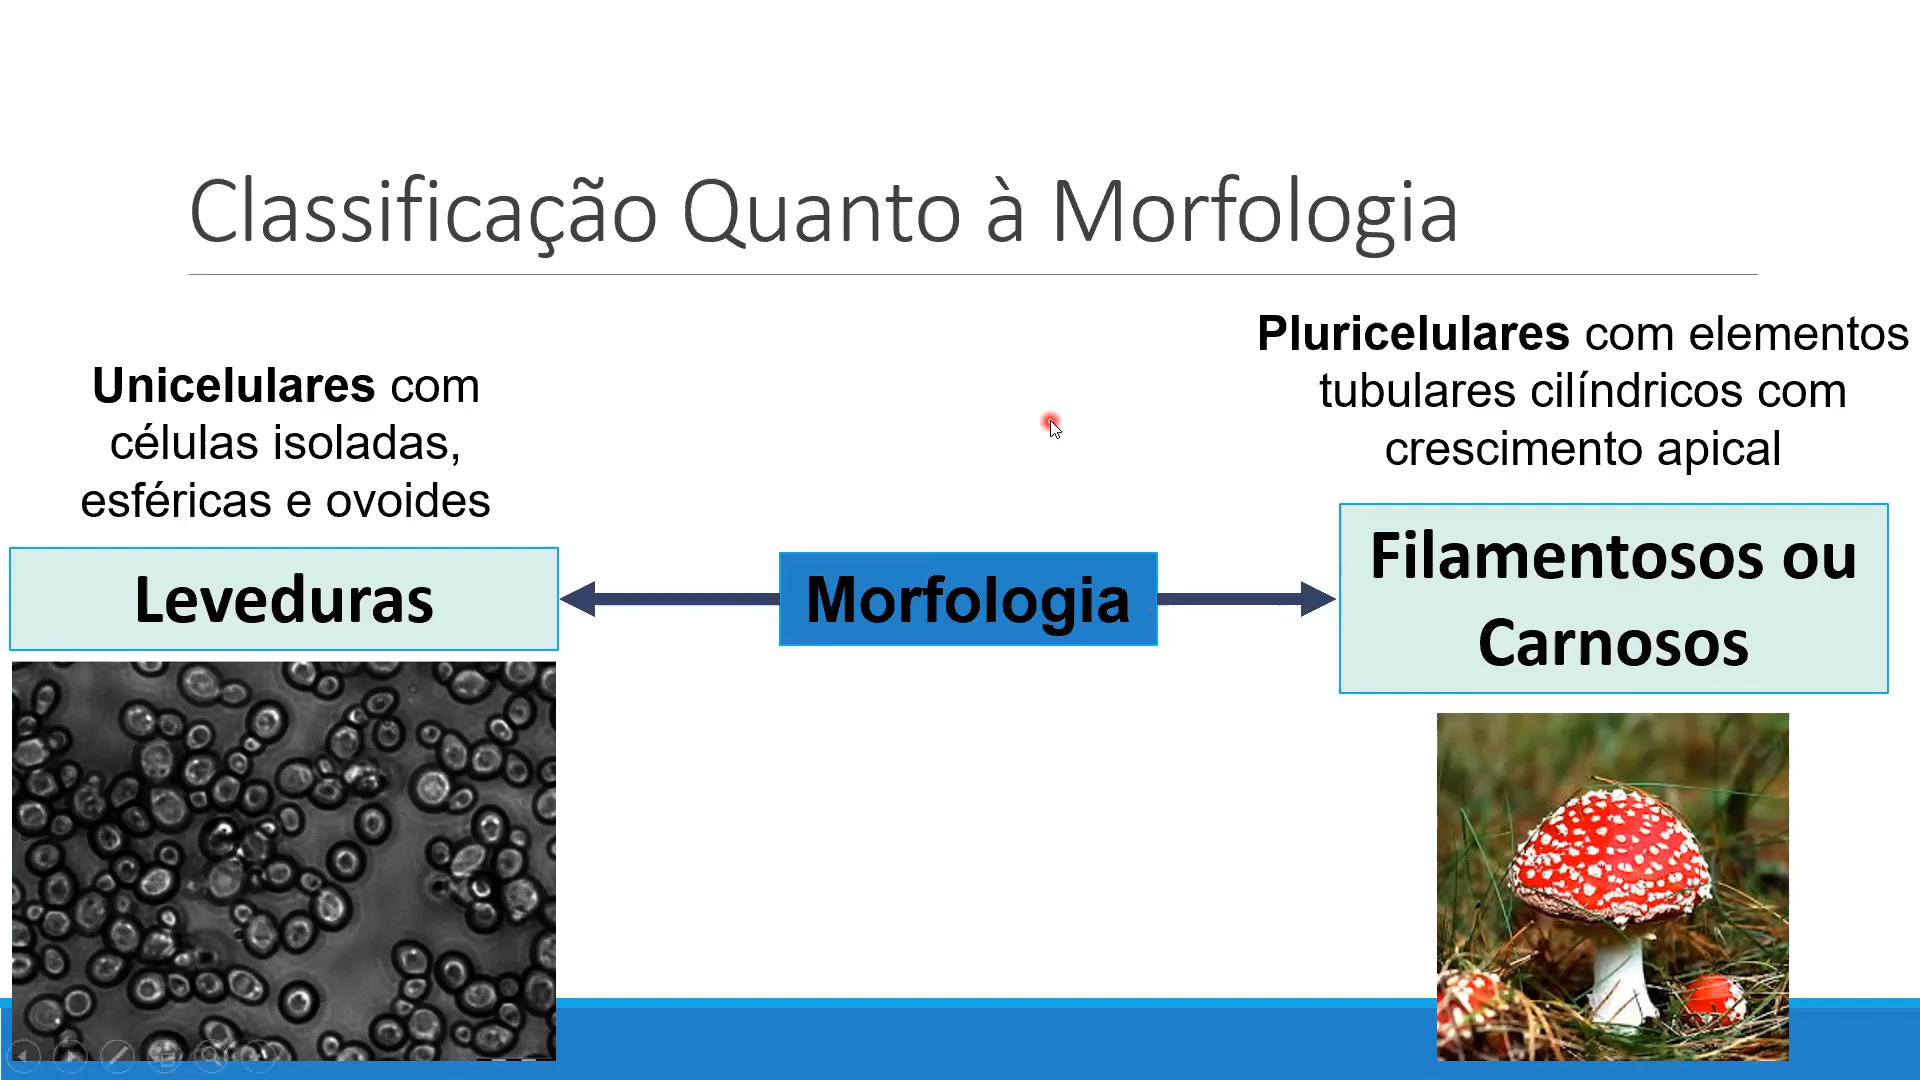 Classificação Quanto à Morfologia
Unicelulares com
células isoladas,
esféricas e ovoides
Leveduras
Morfologia
Pluricelulares com elementos
tubulares cilíndricos com
crescimento apical
Filamentosos ou
Carnosos